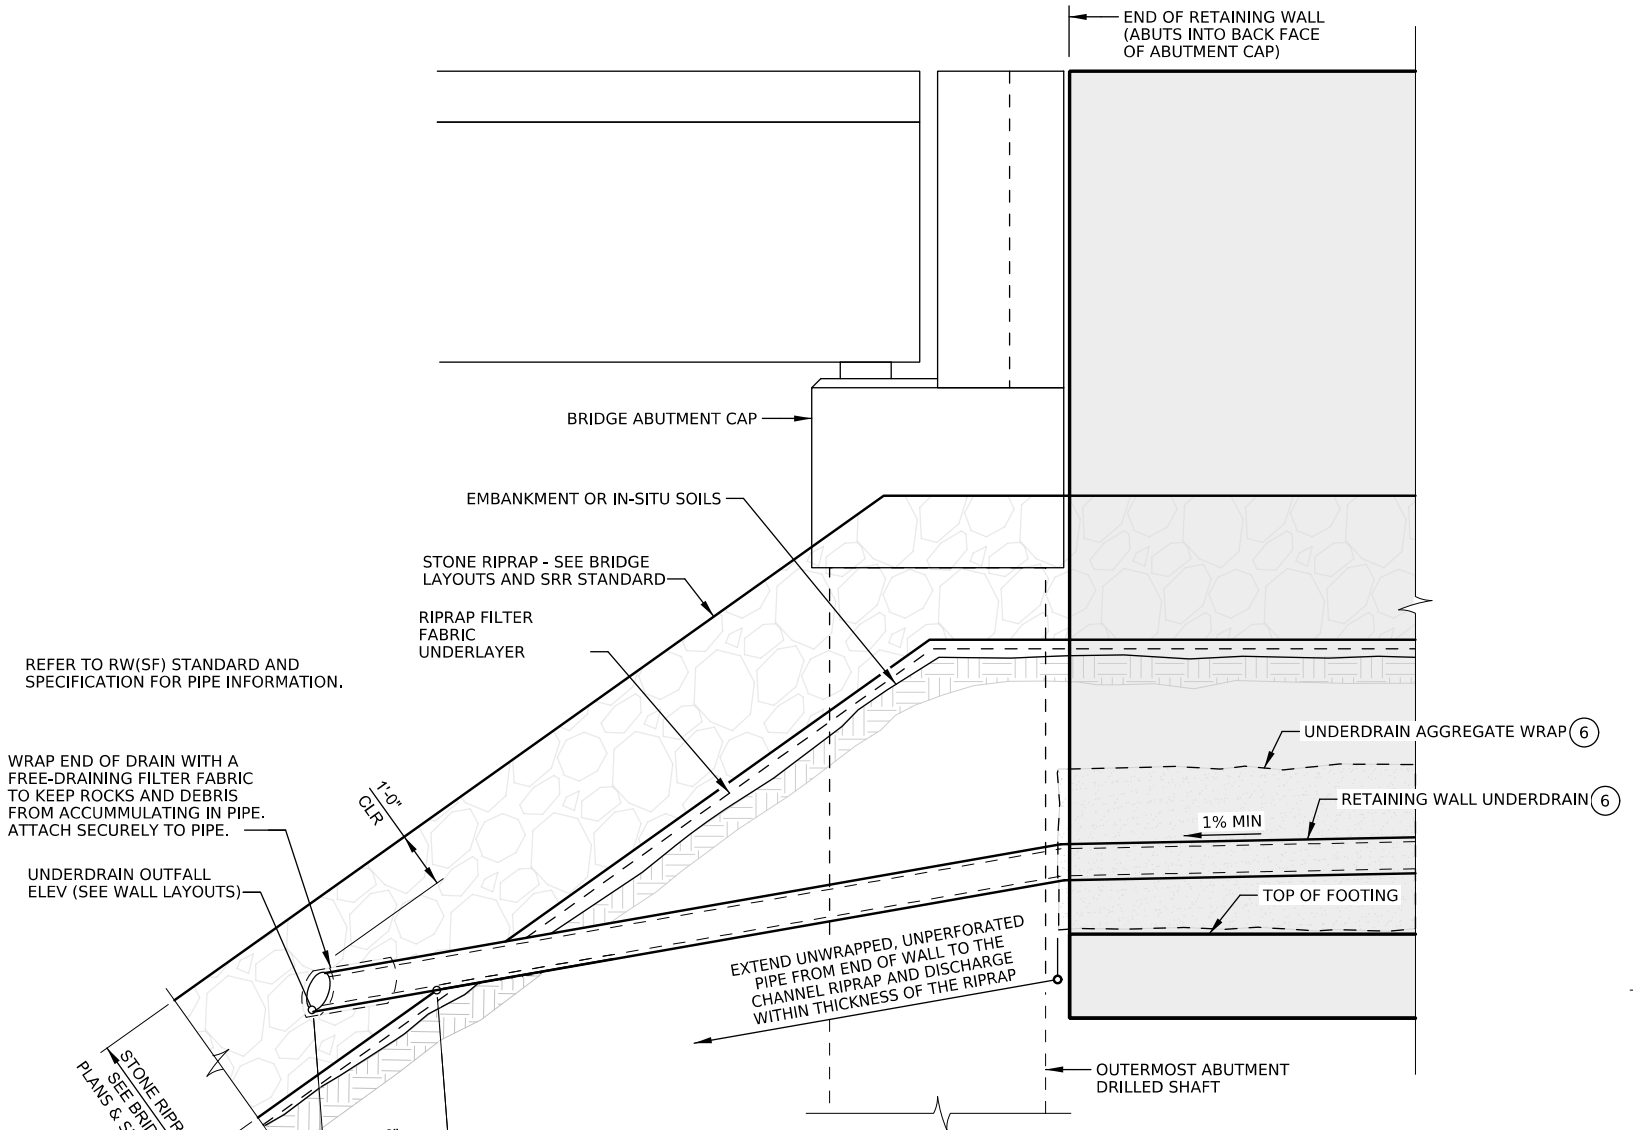 END OF RETAINING WALL
(ABUTS INTO BACK FACE
OF ABUTMENT CAP)
BRIDGE ABUTMENT CAP
EMBANKMENT OR IN-SITU SOILS
STONE RIPRAP - SEE BRIDGE
LAYOUTS AND SRR STANDARD
RIPRAP FILTER
FABRIC
UNDERLAYER
REFER TO RW(SF) STANDARD AND
SPECIFICATION FOR PIPE INFORMATION.
UNDERDRAIN AGGREGATE WRAP 6
WRAP END OF DRAIN WITH A
FREE-DRAINING FILTER FABRIC
TO KEEP ROCKS AND DEBRIS
FROM ACCUMMULATING IN PIPE.
ATTACH SECURELY TO PIPE.
1'-0"
CLR
RETAINING WALL UNDERDRAIN 6
1% MIN
UNDERDRAIN OUTFALL
ELEV (SEE WALL LAYOUTS)
TOP OF FOOTING
EXTEND UNWRAPPED, UNPERFORATED
PIPE FROM END OF WALL TO THE
CHANNEL RIPRAP AND DISCHARGE
WITHIN THICKNESS OF THE RIPRAP
OUTERMOST ABUTMENT
DRILLED SHAFT
STONE
SEE
PLANS &